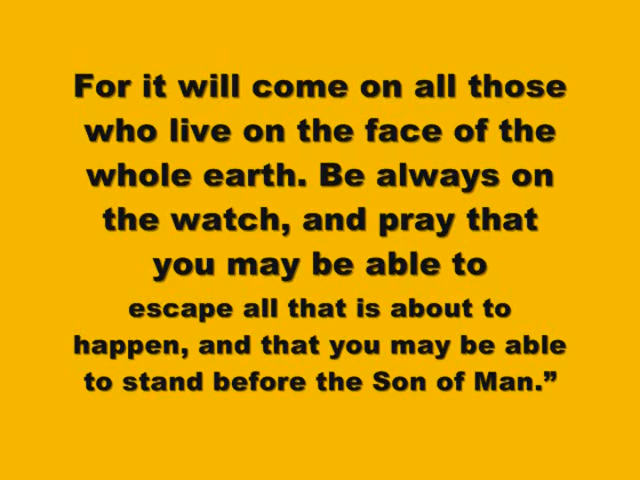 For it will come on all those
who live on the face of the
whole earth. Be always on
the watch, and pray that
you may be able to
escape all that is about to
happen, and that you may be able
to stand before the Son of Man.”